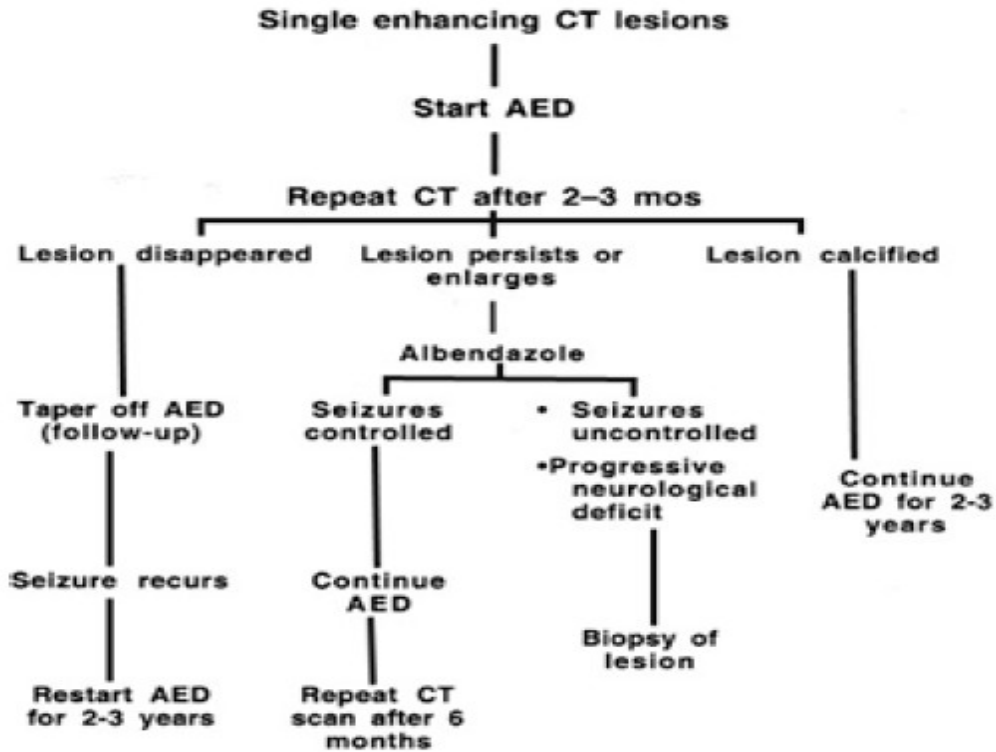 Single enhancing CT lesions
Start AED
Repeat CT after 2–3 mos
Lesion disappeared
Lesion persists or
enlarges
Lesion calcified
Albendazole
Taper off AED
(follow-up)
Seizures
controlled
• Seizures
uncontrolled
•Progressive
neurological
deficit
Continue
AED for 2-3
years
Seizure recurs
Continue
AED
Biopsy of
lesion
Restart AED
for 2-3 years
Repeat CT
scan after 6
months